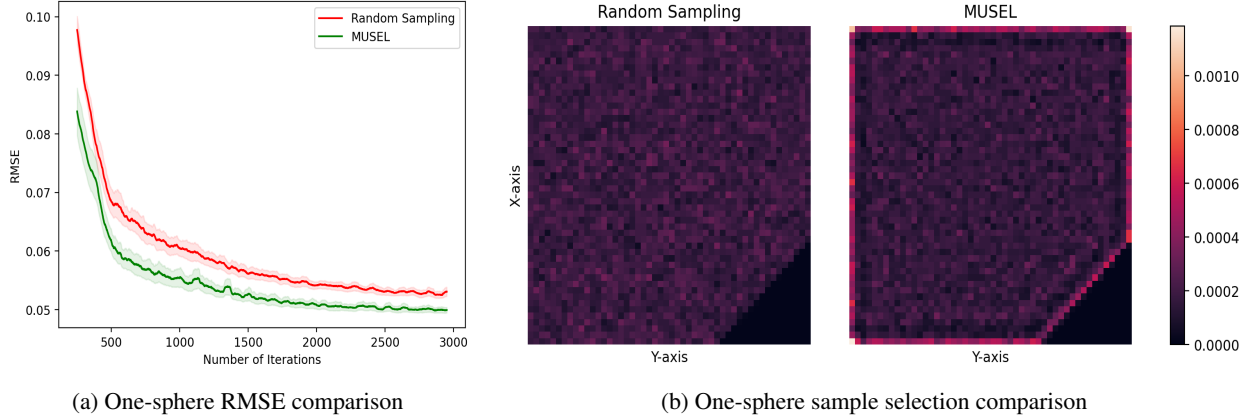 Random Sampling
MUSEL
0.10
0.09
0.08
0.07
0.06
0.05
RMSE
500
1000
1500
2000
2500
3000
Number of Iterations
(a) One-sphere RMSE comparison
Random Sampling
MUSEL
X-axis
Y-axis
Y-axis
0.0010
0.0008
0.0006
0.0004
0.0002
0.0000
(b) One-sphere sample selection comparison